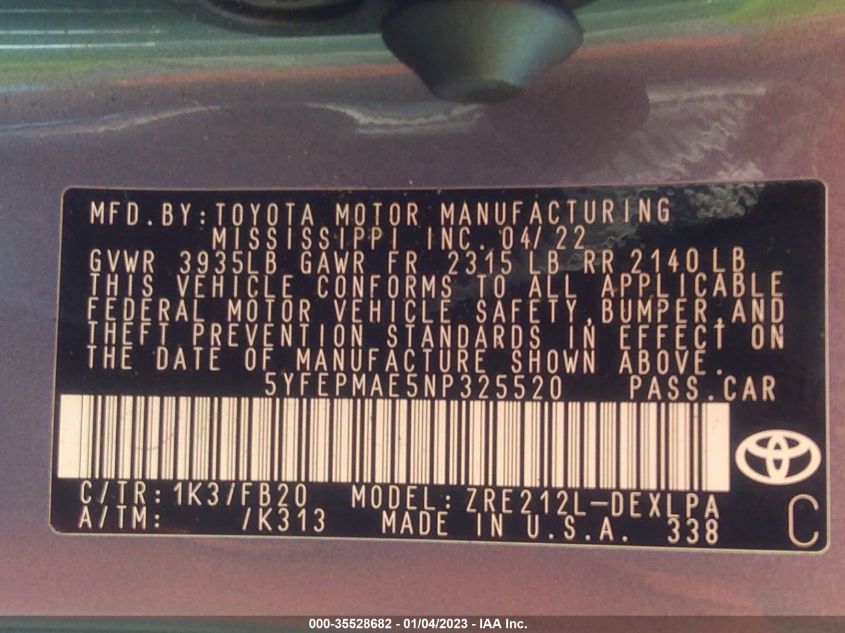 MFD.BY:TOYOTA MOTOR MANUFACTURING
MISSISSIPPI INC. 04/22
GVWR 3935LB GAWR FR 2315 LB RR 2140 LB
THIS VEHICLE CONFORMS TO ALL APPLICABLE
FEDERAL MOTOR VEHICLE SAFETY,BUMPER,AND
THEFT PREVENTION STANDARDS IN EFFECT ON
THE DATE OF MANUFACTURE SHOWN ABOVE.
5YFEPMAE5NP325520 PASS.CAR
C/TR: 1K3/FB20 MODEL: ZRE212L-DEXLPA
A/TM: /K313 MADE IN U.S.A. 338
C
000-35528682 - 01/04/2023 - IAA Inc.